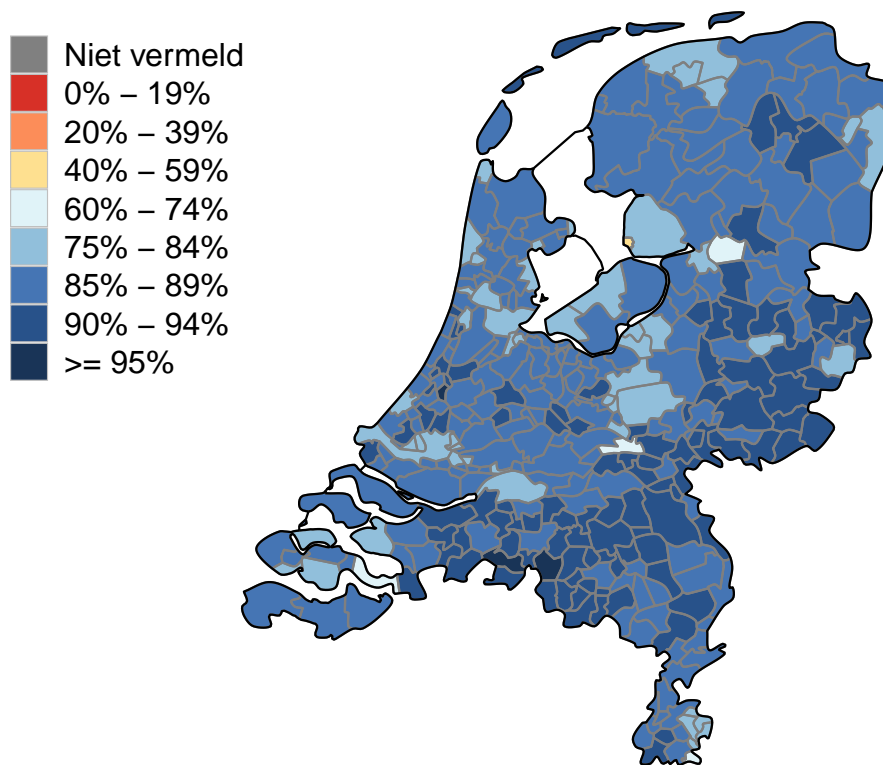 Niet vermeld
0% – 19%
20% – 39%
40% – 59%
60% – 74%
75% – 84%
85% – 89%
90% – 94%
>= 95%